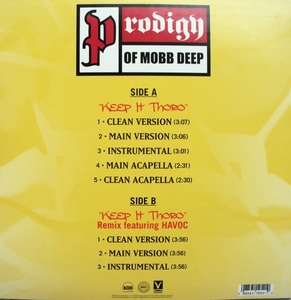 Prodigy
OF MOBB DEEP
SIDE A
"KEEP IT THORO"
1 • CLEAN VERSION (3:07)
2 • MAIN VERSION (3:06)
3 • INSTRUMENTAL (3:01)
4 • MAIN ACAPELLA (2:31)
5 • CLEAN ACAPELLA (2:30)
SIDE B
"KEEP IT THORO"
Remix featuring HAVOC
1 • CLEAN VERSION (3:56)
2 • MAIN VERSION (3:56)
3 • INSTRUMENTAL (3:56)